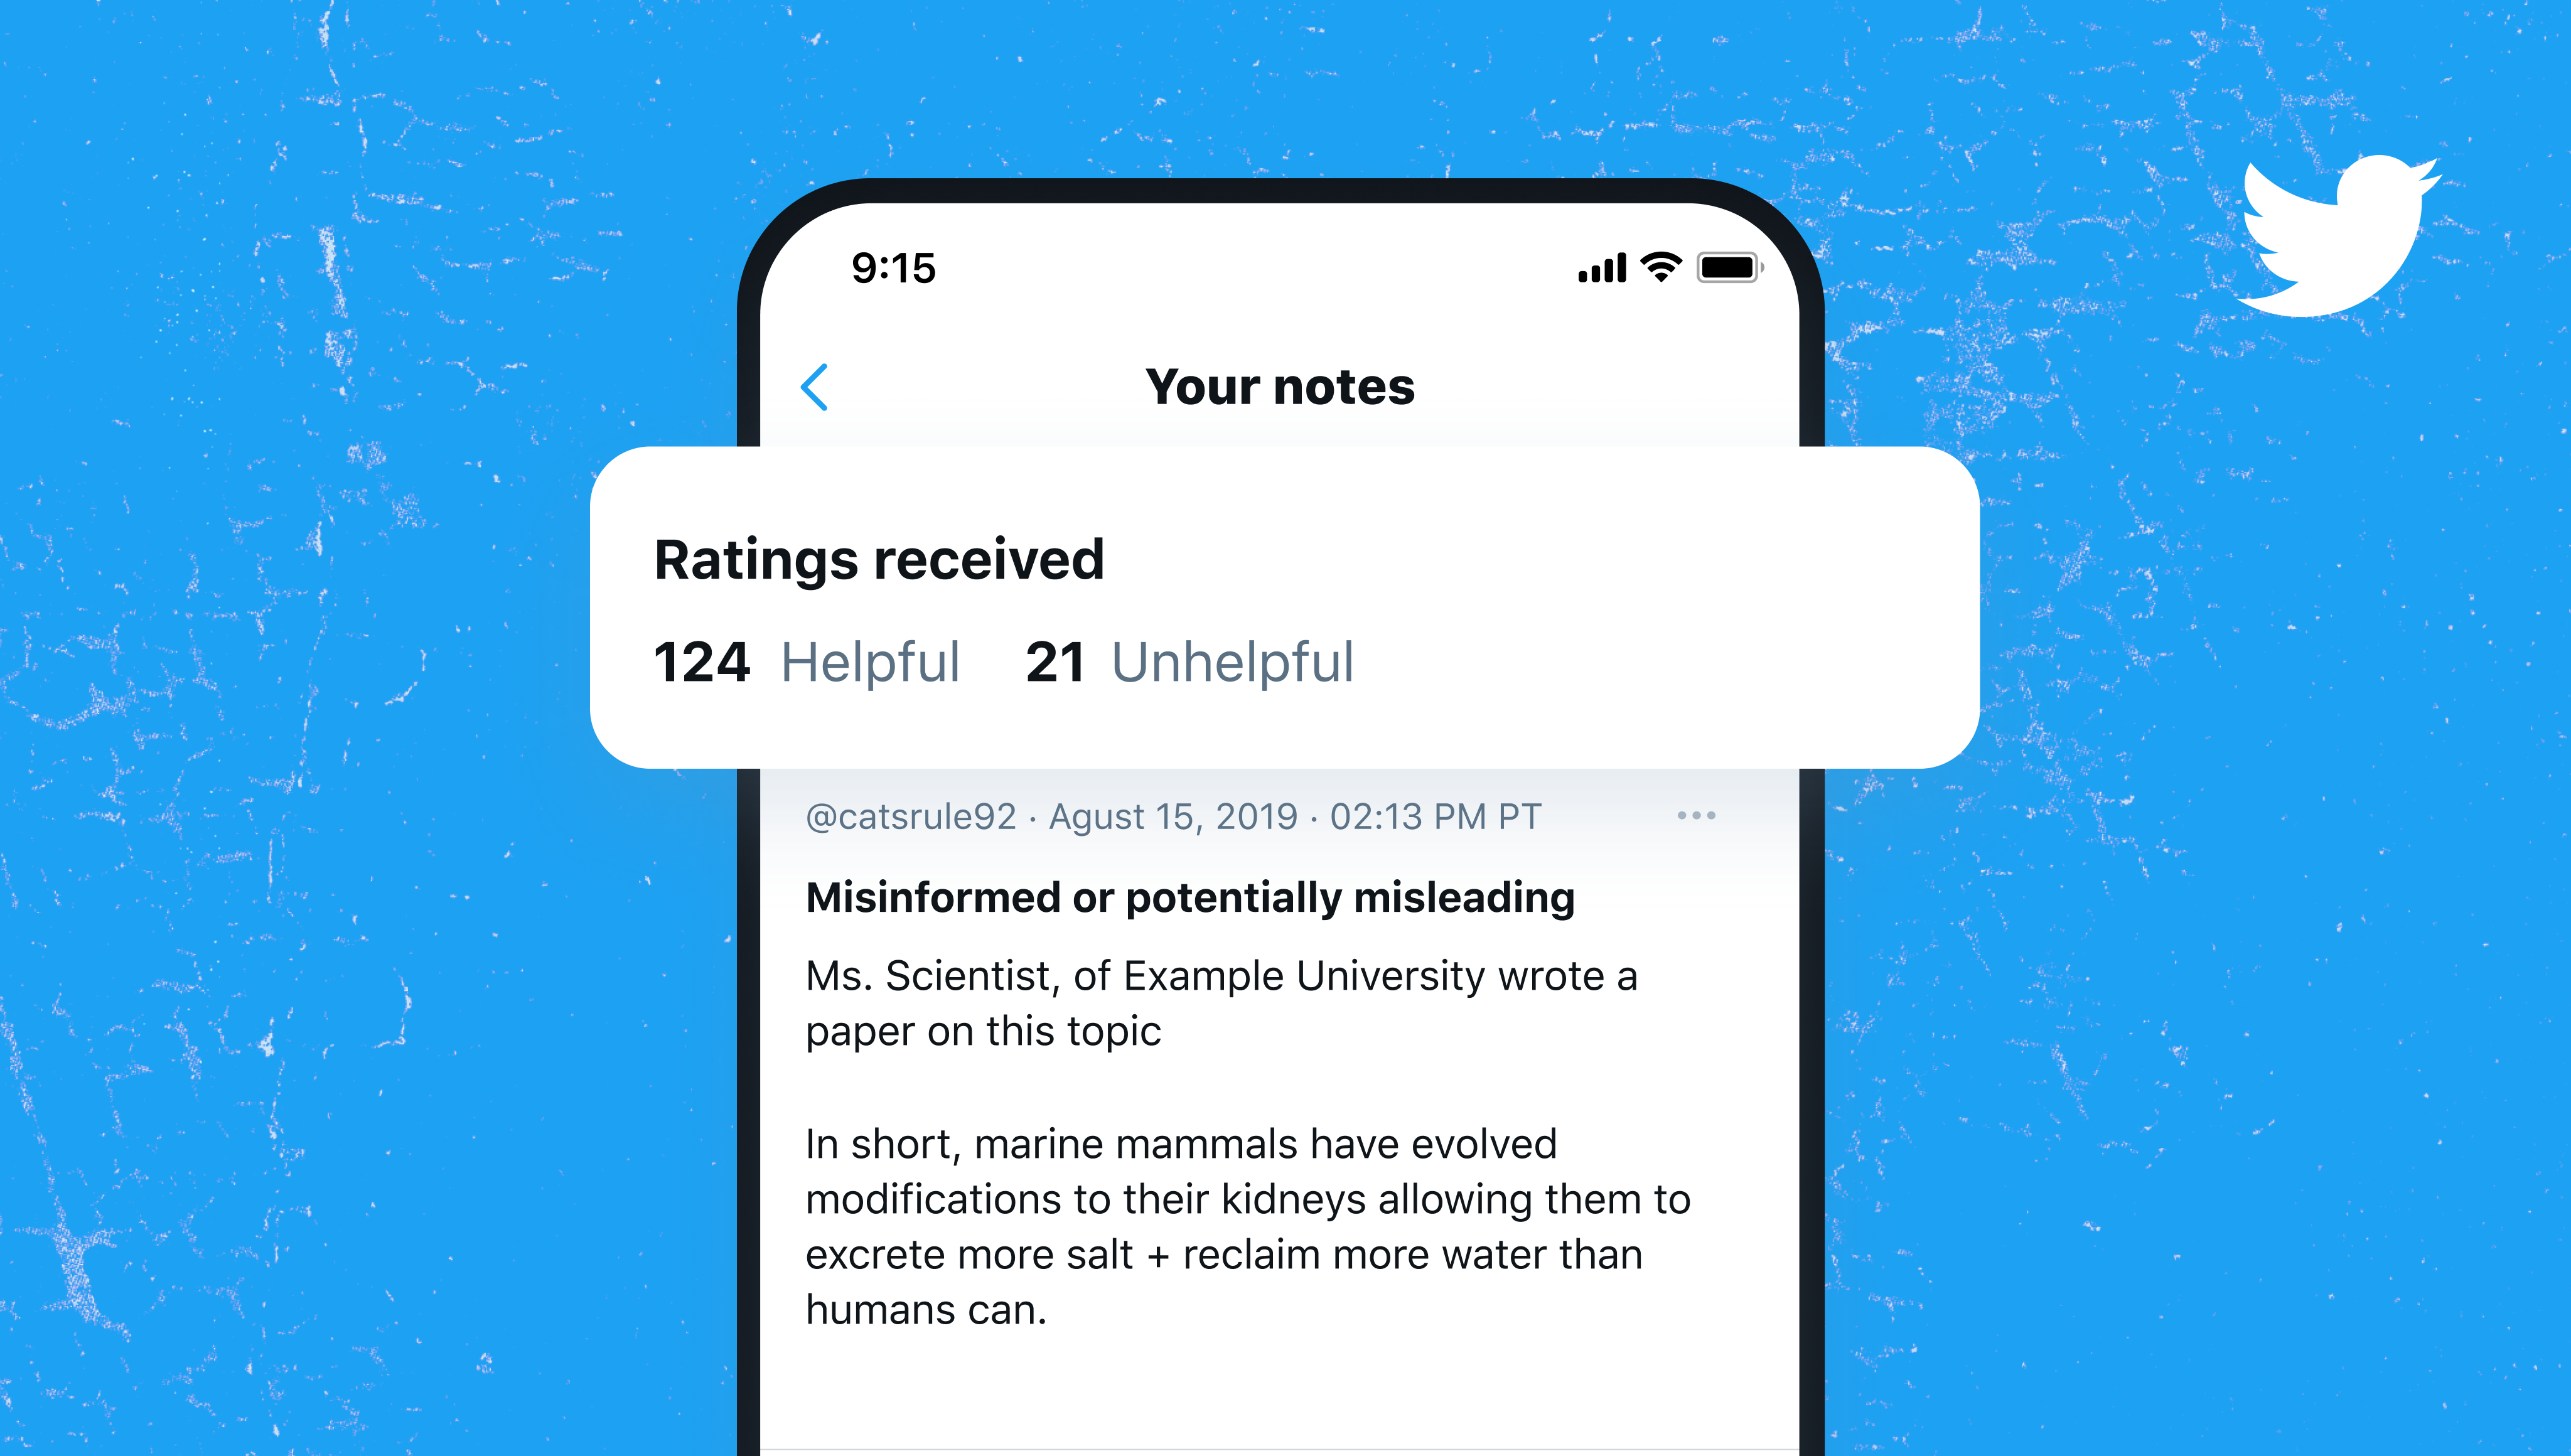 9:15
Your notes
Ratings received
124 Helpful 21 Unhelpful
@catsrule92 · Agust 15, 2019 · 02:13 PM PT
Misinformed or potentially misleading
Ms. Scientist, of Example University wrote a
paper on this topic
In short, marine mammals have evolved
modifications to their kidneys allowing them to
excrete more salt + reclaim more water than
humans can.